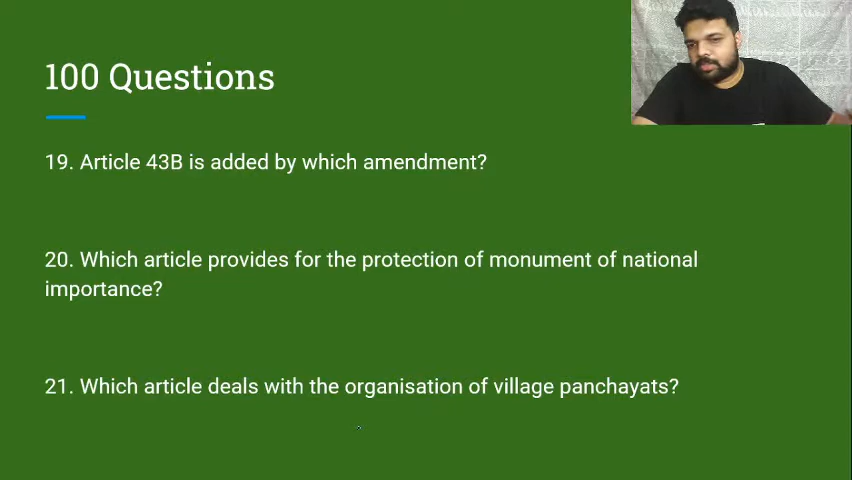 100 Questions
19. Article 43B is added by which amendment?
20. Which article provides for the protection of monument of national
importance?
21. Which article deals with the organisation of village panchayats?